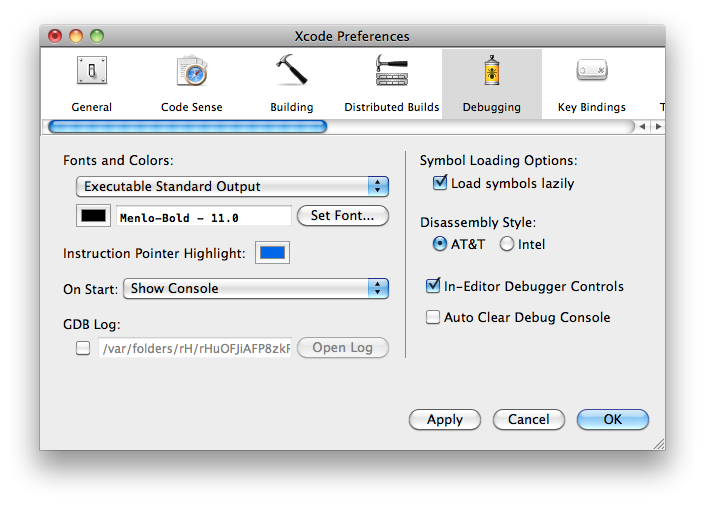 Xcode Preferences
General
Code Sense
Building
Distributed Builds
Debugging
Key Bindings
T
Fonts and Colors:
Executable Standard Output
Menlo-Bold - 11.0
Set Font...
Instruction Pointer Highlight:
On Start:
Show Console
GDB Log:
/var/folders/rH/rHuOFJiAFP8zkF
Open Log
Symbol Loading Options:
Load symbols lazily
Disassembly Style:
AT&T
Intel
In-Editor Debugger Controls
Auto Clear Debug Console
Apply
Cancel
OK